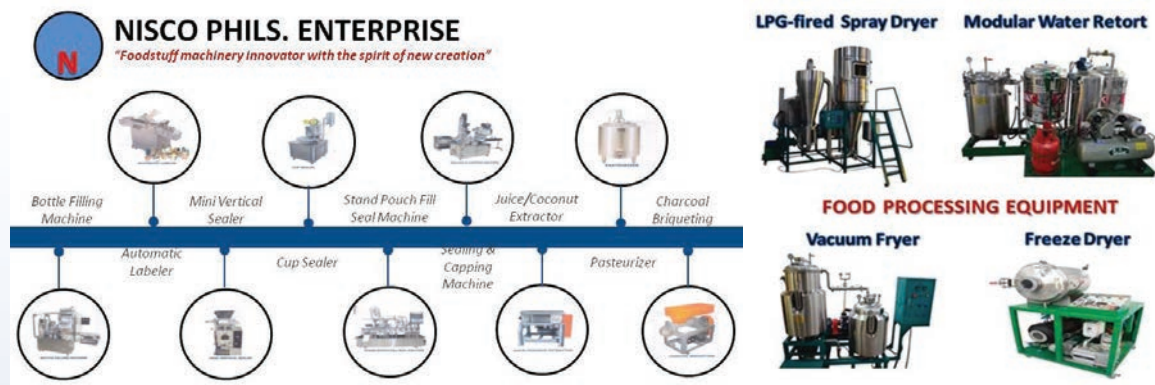 N
NISCO PHILS. ENTERPRISE
"Foodstuff machinery innovator with the spirit of new creation"
Bottle Filling
Machine
Mini Vertical
Sealer
Stand Pouch Fill
Seal Machine
Juice/Coconut
Extractor
Charcoal
Briqueting
Automatic
Labeler
Cup Sealer
Sealing &
Capping
Machine
Pasteurizer
LPG-fired Spray Dryer
Modular Water Retort
FOOD PROCESSING EQUIPMENT
Vacuum Fryer
Freeze Dryer